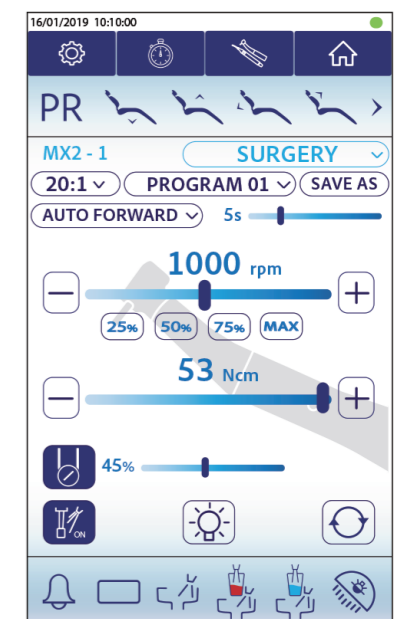 16/01/2019 10:10:00
PR
MX2 - 1 SURGERY
20:1 PROGRAM 01 SAVE AS
AUTO FORWARD 5s
1000 rpm
25% 50% 75% MAX
53 Ncm
45%
ON